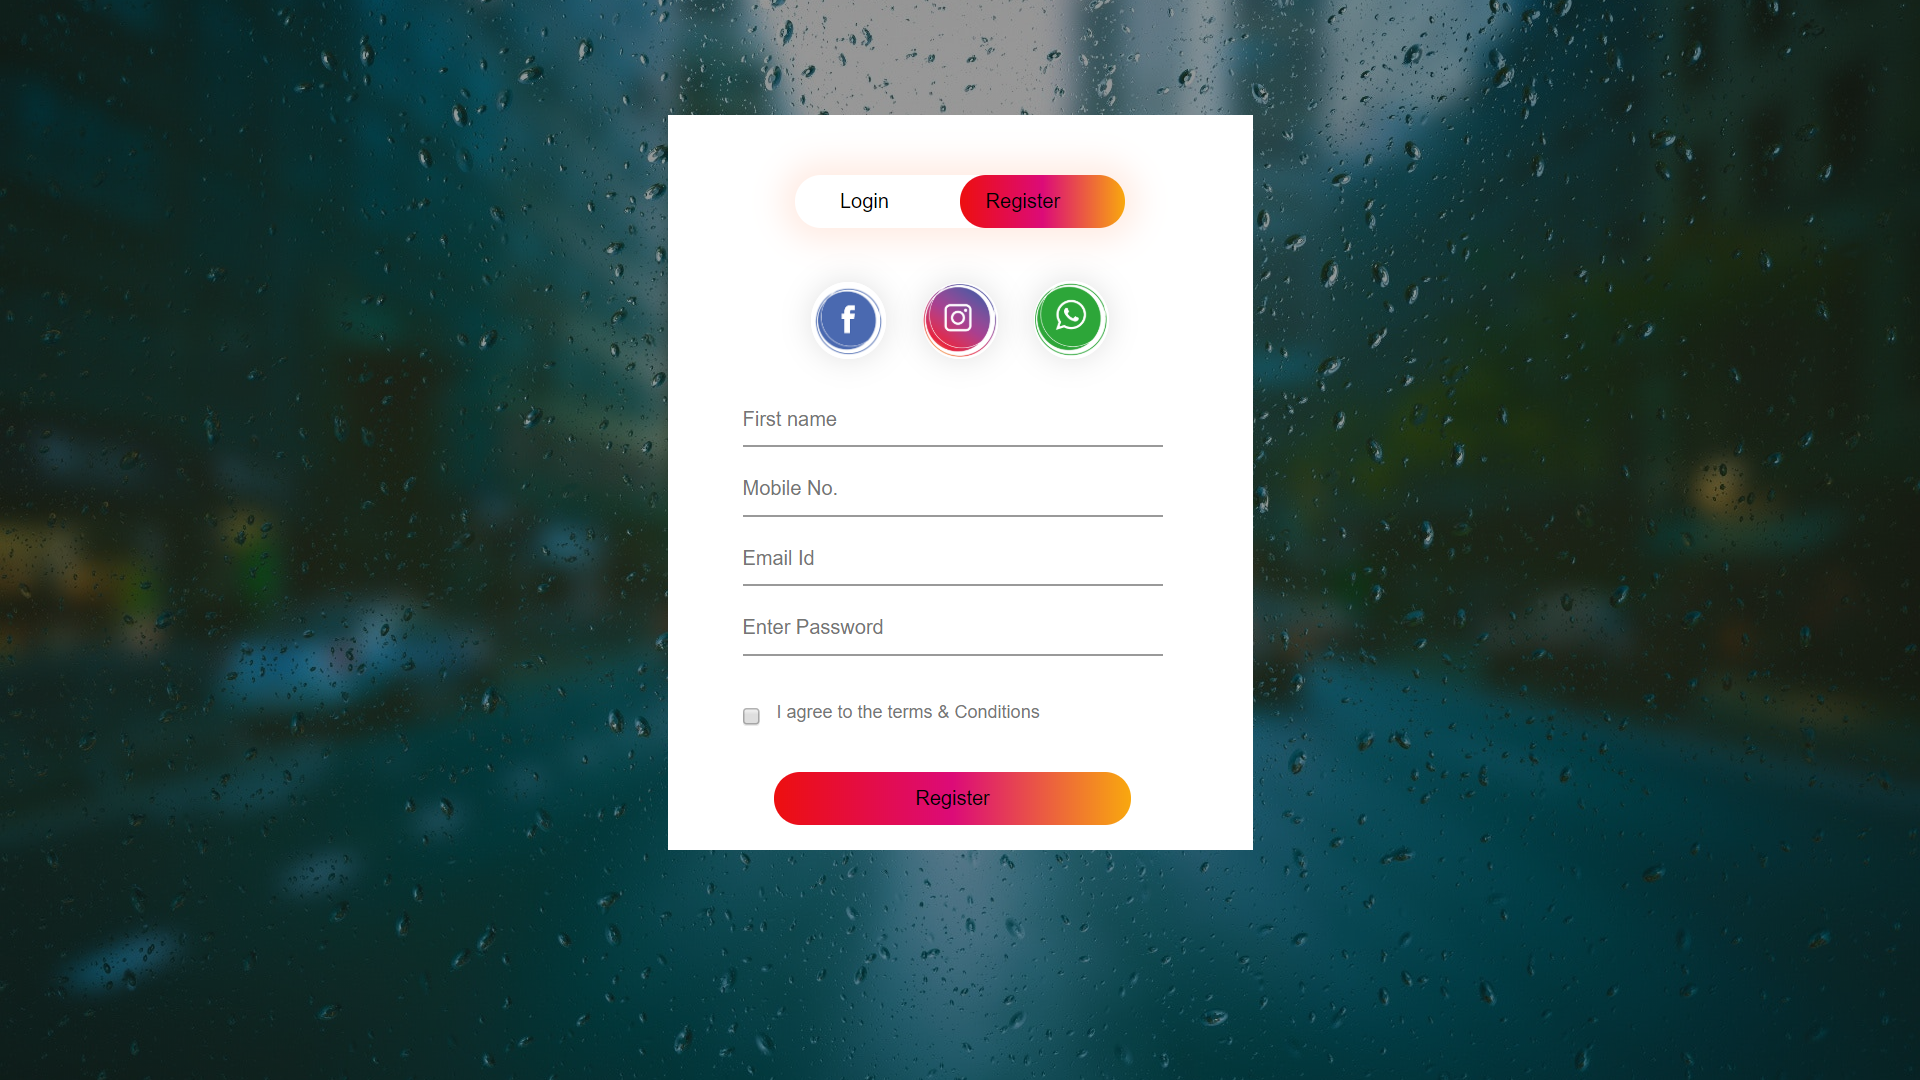 Login Register
First name
Mobile No.
Email Id
Enter Password
I agree to the terms & Conditions
Register